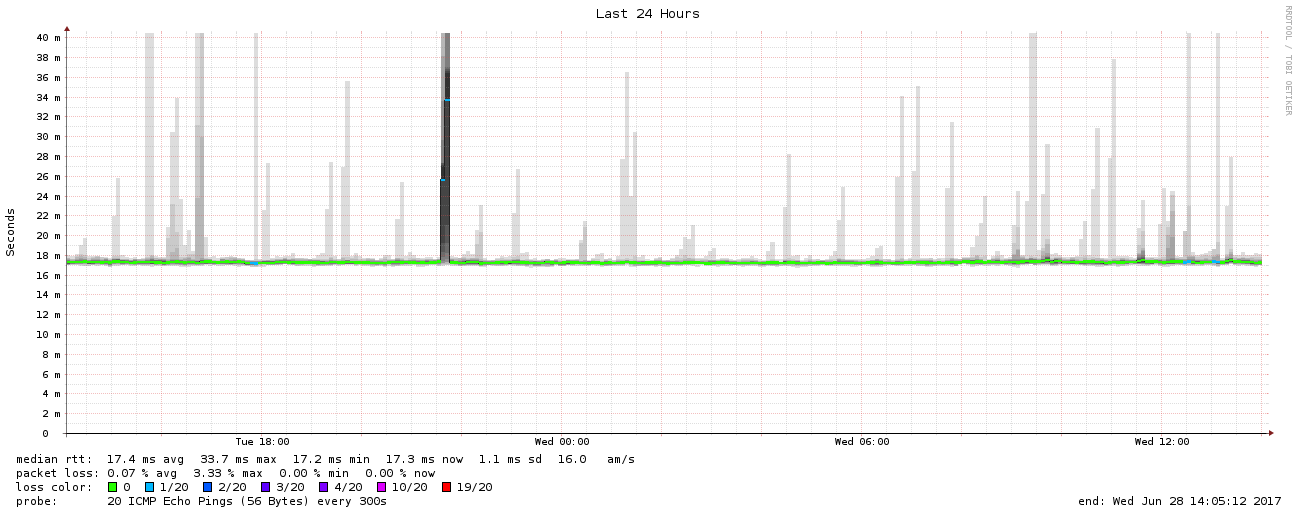 Last 24 Hours
RRDTOOL / TOBI OETIKER
Seconds
40 m
38 m
36 m
34 m
32 m
30 m
28 m
26 m
24 m
22 m
20 m
18 m
16 m
14 m
12 m
10 m
8 m
6 m
4 m
2 m
0
Tue 18:00 Wed 00:00 Wed 06:00 Wed 12:00
median rtt: 17.4 ms avg 33.7 ms max 17.2 ms min 17.3 ms now 1.1 ms sd 16.0 am/s
packet loss: 0.07 % avg 3.33 % max 0.00 % min 0.00 % now
loss color: 0 1/20 2/20 3/20 4/20 10/20 19/20
probe: 20 ICMP Echo Pings (56 Bytes) every 300s end: Wed Jun 28 14:05:12 2017